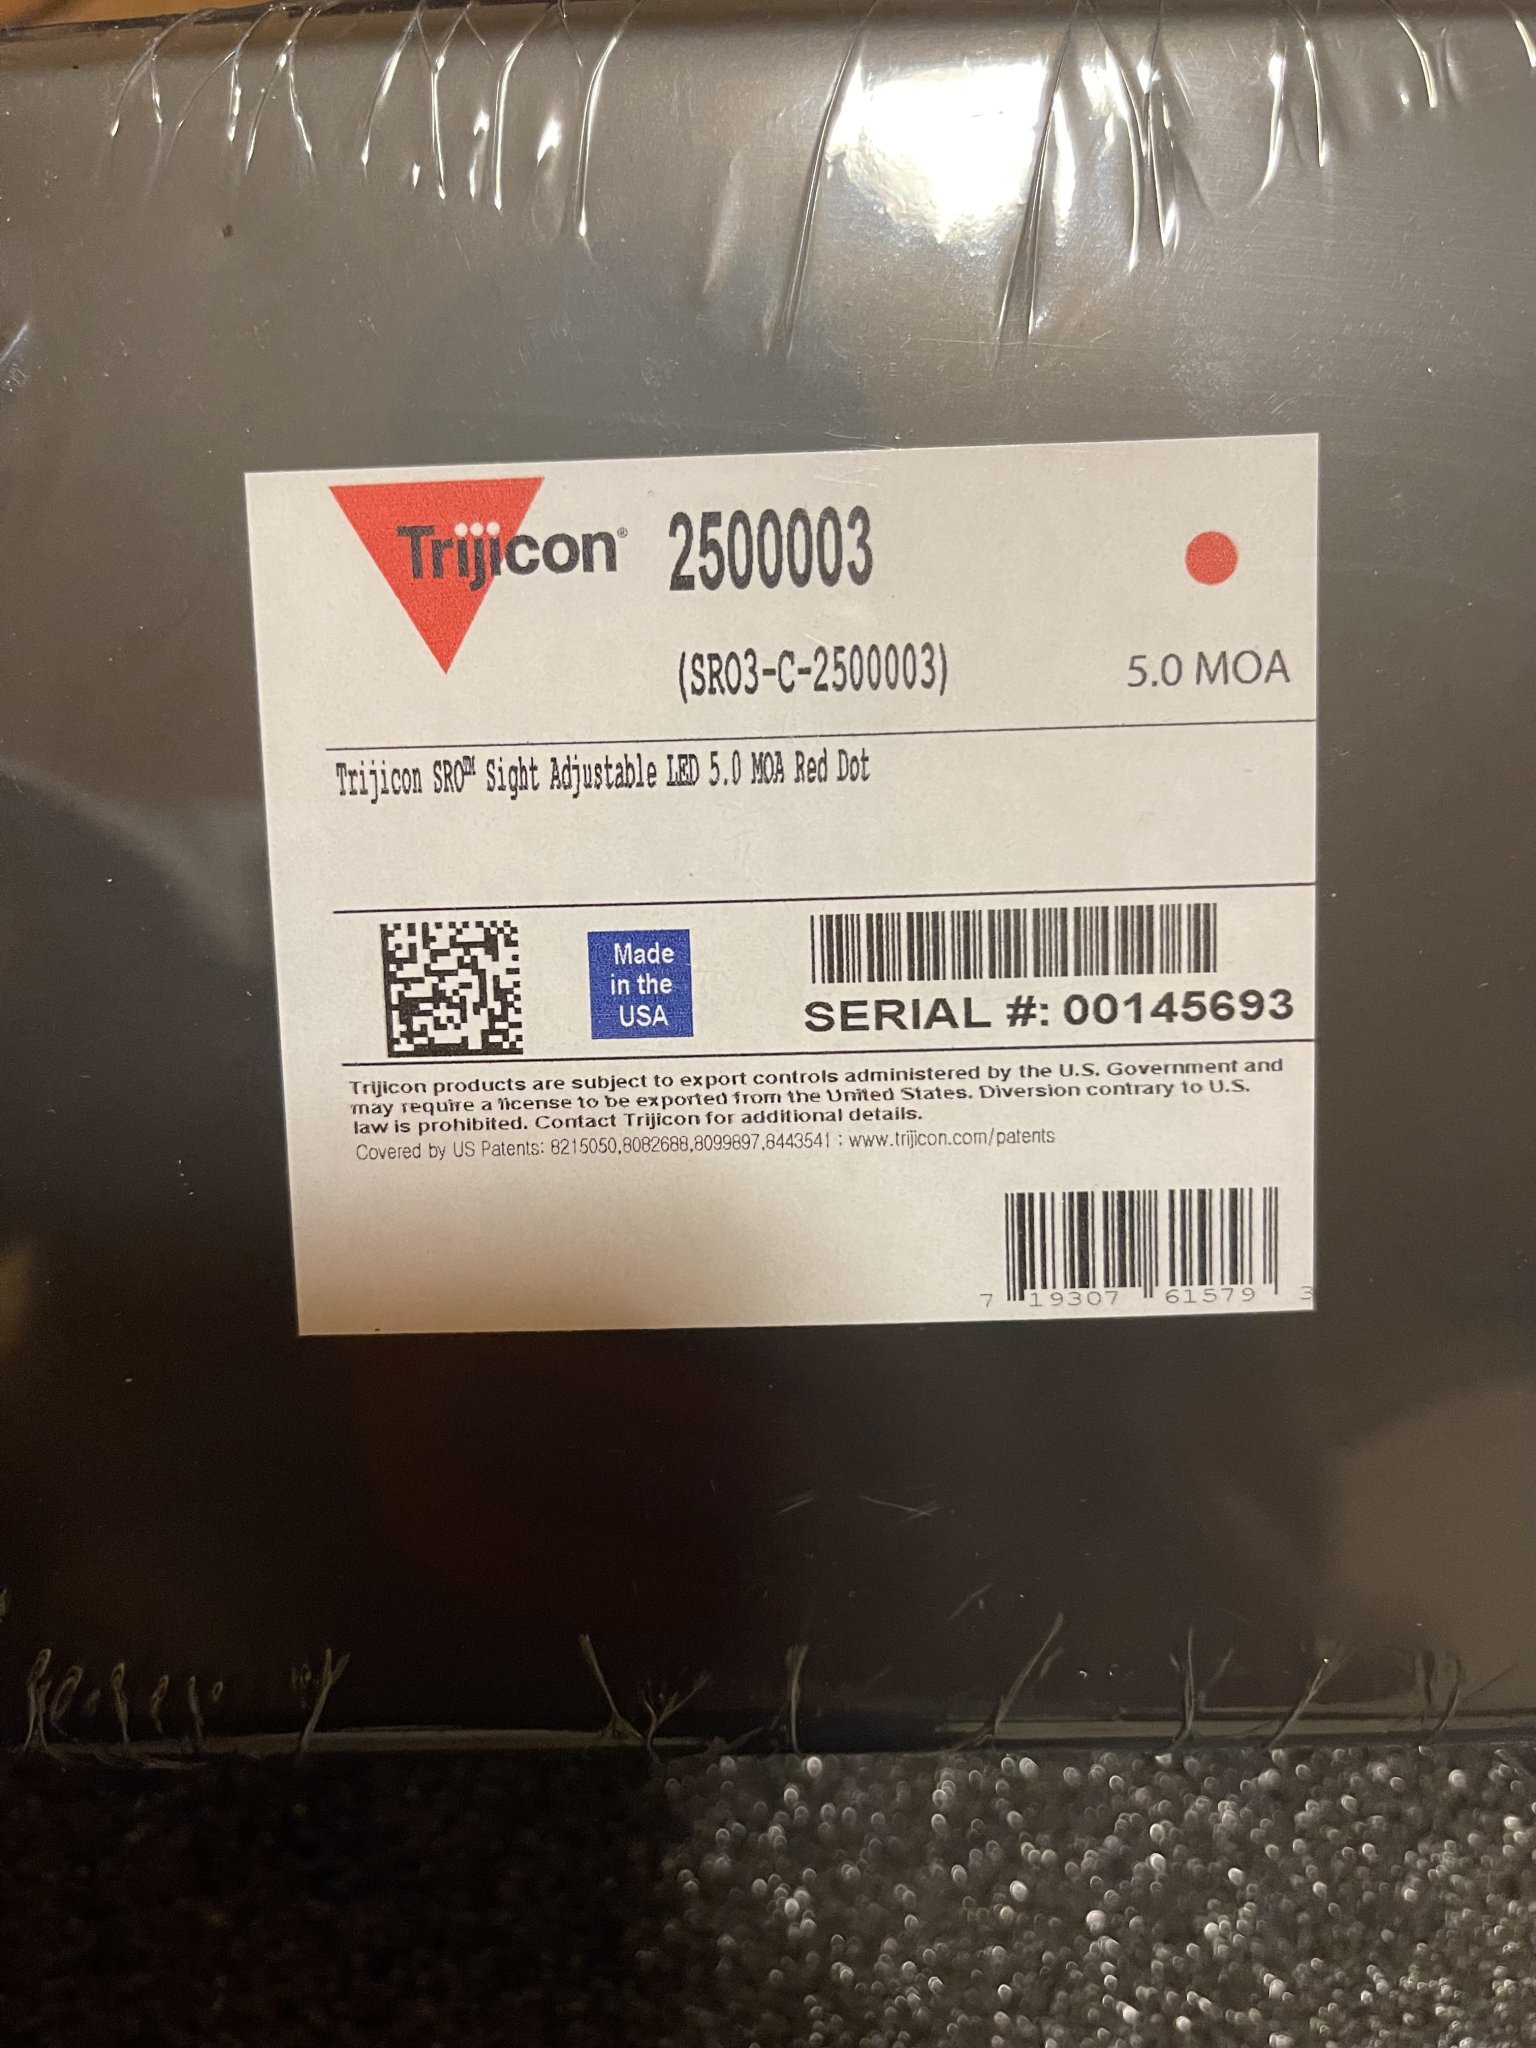 Trijicon® 2500003
(SRO3-C-2500003)
5.0 MOA
Trijicon SRO™ Sight Adjustable LED 5.0 MOA Red Dot
Made
in the
USA
SERIAL #: 00145693
Trijicon products are subject to export controls administered by the U.S. Government and
may require a license to be exported from the United States. Diversion contrary to U.S.
law is prohibited. Contact Trijicon for additional details.
Covered by US Patents: 8215050,8082688,8099897,8443541 ; www.trijicon.com/patents
7 19307 61579 3